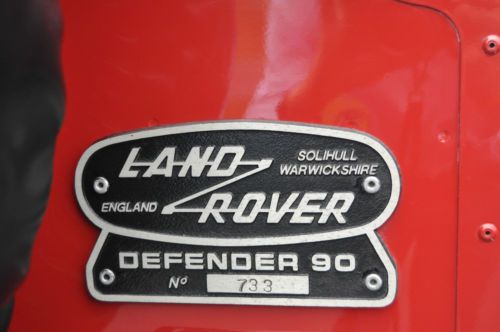 LAND
ROVER
SOLIHULL
WARWICKSHIRE
ENGLAND
DEFENDER 90
Nº 733